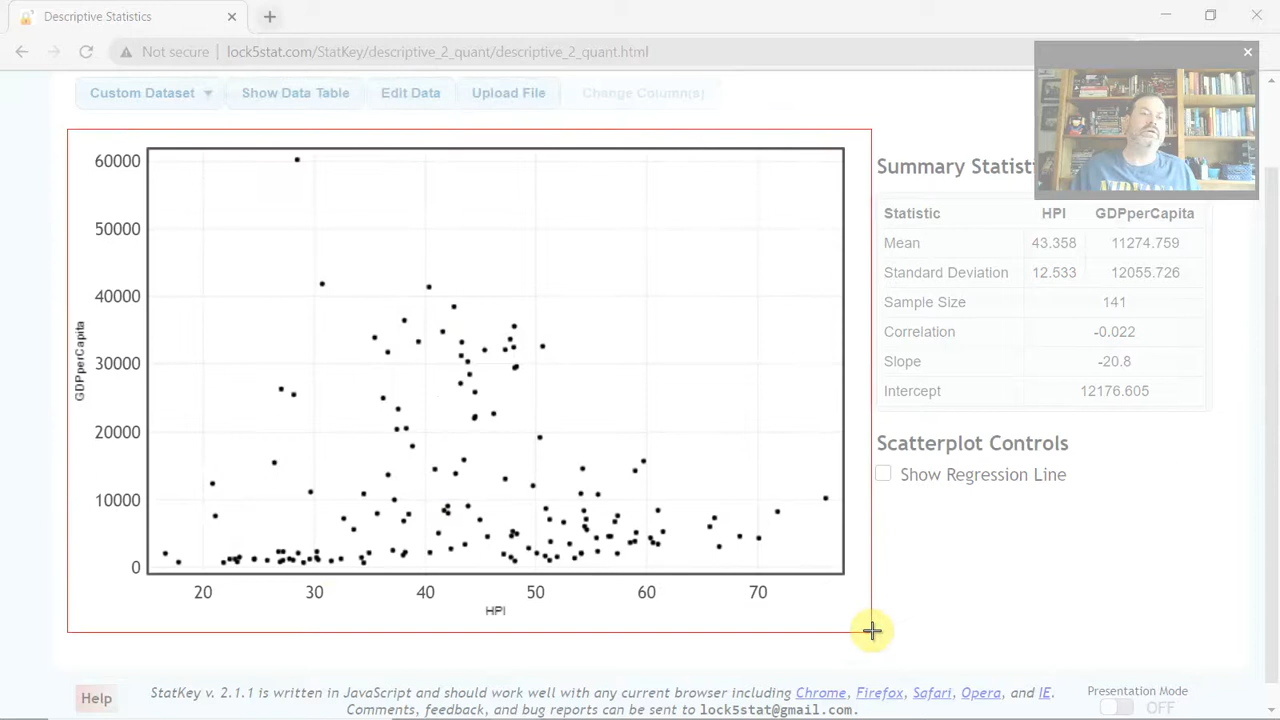 Descriptive Statistics
Not secure lock5stat.com/StatKey/descriptive_2_quant/descriptive_2_quant.html
Custom Dataset Show Data Table Edit Data Upload File Change Column(s)
60000
50000
40000
30000
20000
10000
0
GDPperCapita
20 30 40 50 60 70
HPI
Summary Statisti
Statistic HPI GDPperCapita
Mean 43.358 11274.759
Standard Deviation 12.533 12055.726
Sample Size 141
Correlation -0.022
Slope -20.8
Intercept 12176.605
Scatterplot Controls
Show Regression Line
Help
StatKey v. 2.1.1 is written in JavaScript and should work well with any current browser including Chrome, Firefox, Safari, Opera, and IE.
Comments, feedback, and bug reports can be sent to lock5stat@gmail.com.
Presentation Mode
OFF